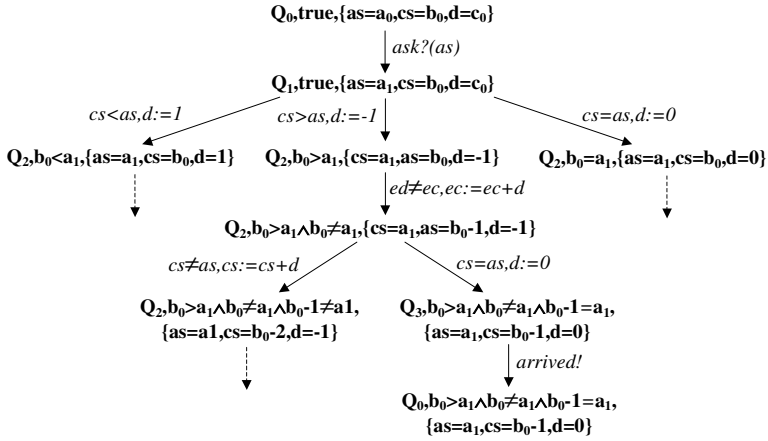 Q₀,true,{as=a₀,cs=b₀,d=c₀}
ask?(as)
Q₁,true,{as=a₁,cs=b₀,d=c₀}
cs<as,d:=1
cs>as,d:=-1
cs=as,d:=0
Q₂,b₀<a₁,{as=a₁,cs=b₀,d=1}
Q₂,b₀>a₁,{cs=a₁,as=b₀,d=-1}
Q₂,b₀=a₁,{as=a₁,cs=b₀,d=0}
ed≠ec,ec:=ec+d
Q₂,b₀>a₁∧b₀≠a₁,{cs=a₁,as=b₀-1,d=-1}
cs≠as,cs:=cs+d
cs=as,d:=0
Q₂,b₀>a₁∧b₀≠a₁∧b₀-1≠a1,
{as=a1,cs=b₀-2,d=-1}
Q₃,b₀>a₁∧b₀≠a₁∧b₀-1=a₁,
{as=a₁,cs=b₀-1,d=0}
arrived!
Q₀,b₀>a₁∧b₀≠a₁∧b₀-1=a₁,
{as=a₁,cs=b₀-1,d=0}